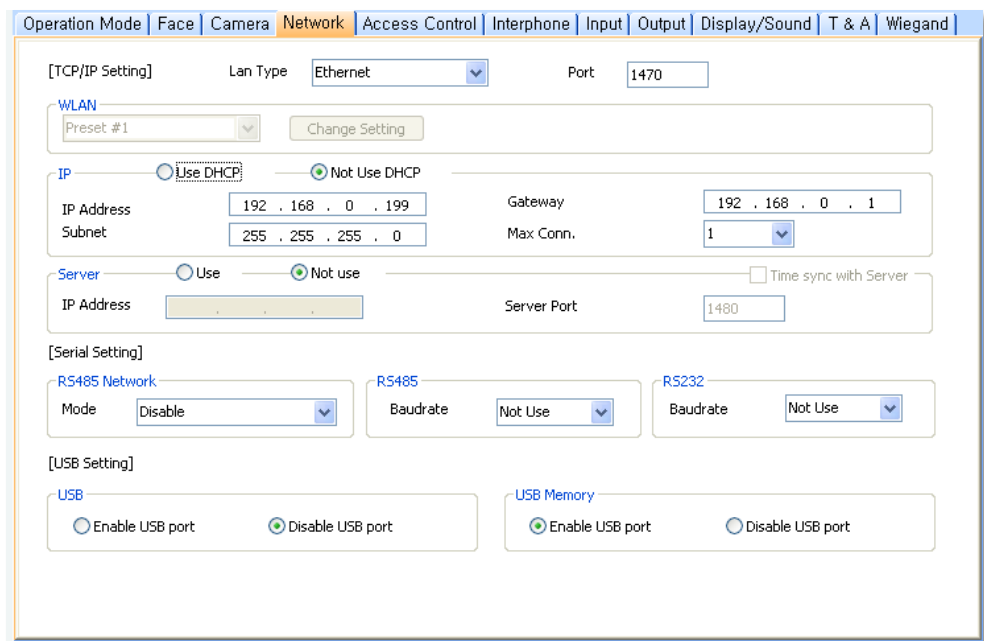 Operation Mode Face Camera Network Access Control Interphone Input Output Display/Sound T & A Wiegand
[TCP/IP Setting] Lan Type Ethernet Port 1470
WLAN
Preset #1 Change Setting
IP Use DHCP Not Use DHCP
IP Address 192 . 168 . 0 . 199 Gateway 192 . 168 . 0 . 1
Subnet 255 . 255 . 255 . 0 Max Conn. 1
Server Use Not use Time sync with Server
IP Address . . . Server Port 1480
[Serial Setting]
RS485 Network RS485 RS232
Mode Disable Baudrate Not Use Baudrate Not Use
[USB Setting]
USB USB Memory
Enable USB port Disable USB port Enable USB port Disable USB port